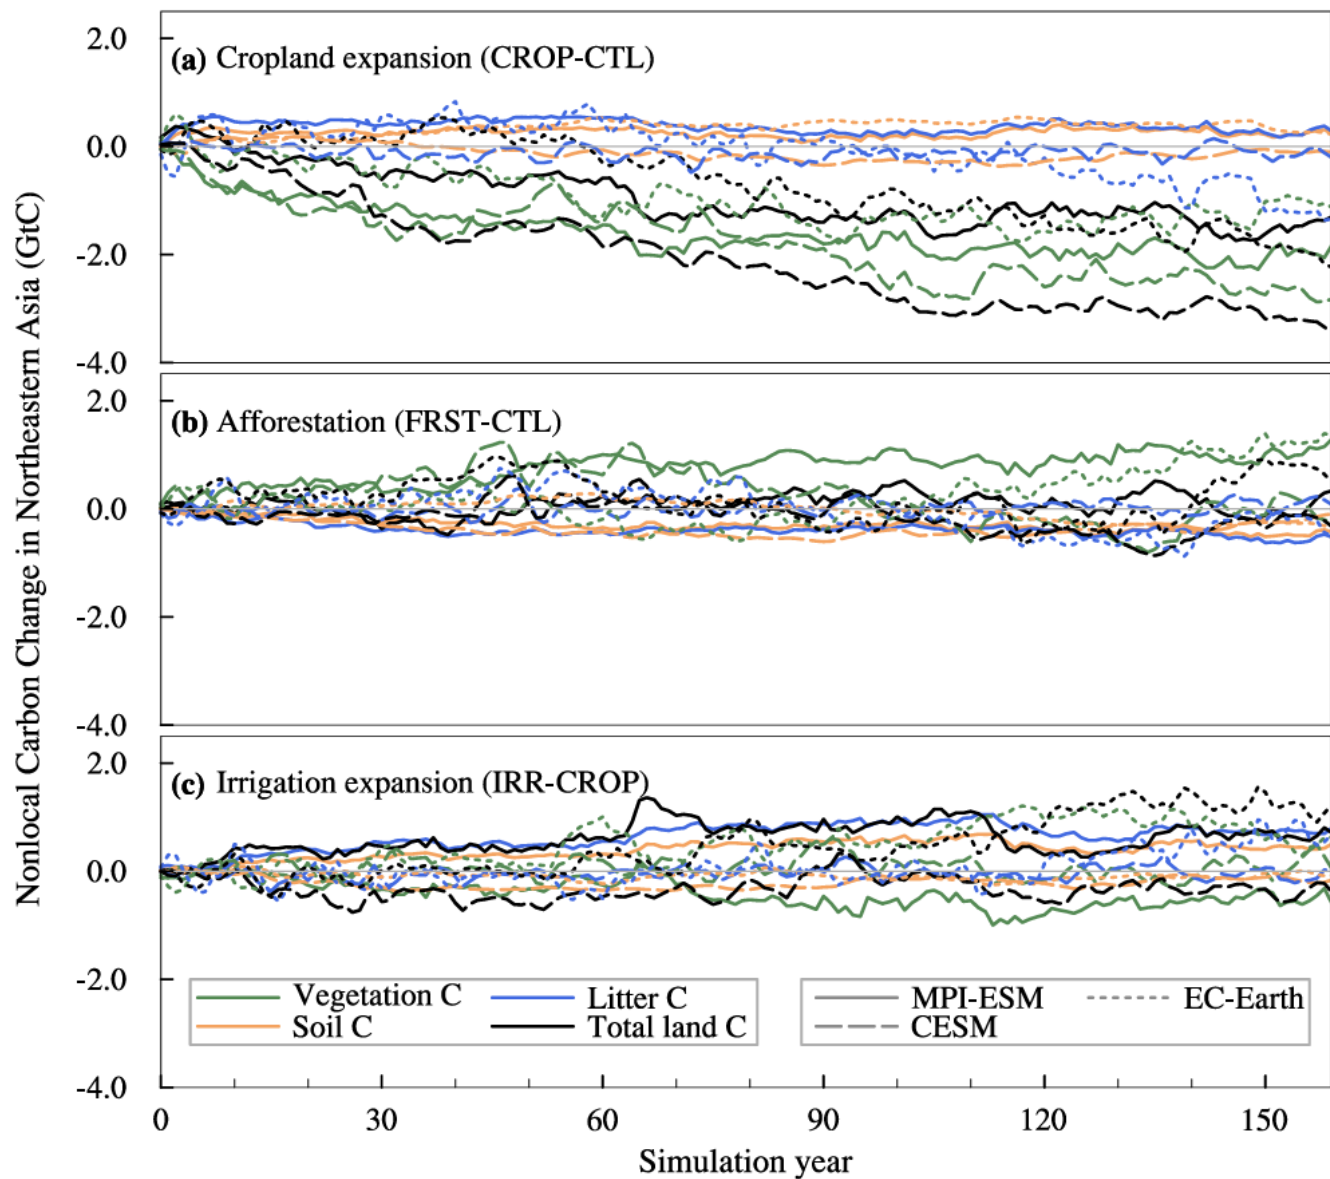 Nonlocal Carbon Change in Northeastern Asia (GtC)
(a) Cropland expansion (CROP-CTL)
2.0
0.0
-2.0
-4.0
(b) Afforestation (FRST-CTL)
2.0
0.0
-2.0
-4.0
(c) Irrigation expansion (IRR-CROP)
2.0
0.0
-2.0
-4.0
Vegetation C Litter C MPI-ESM EC-Earth
Soil C Total land C CESM
0 30 60 90 120 150
Simulation year